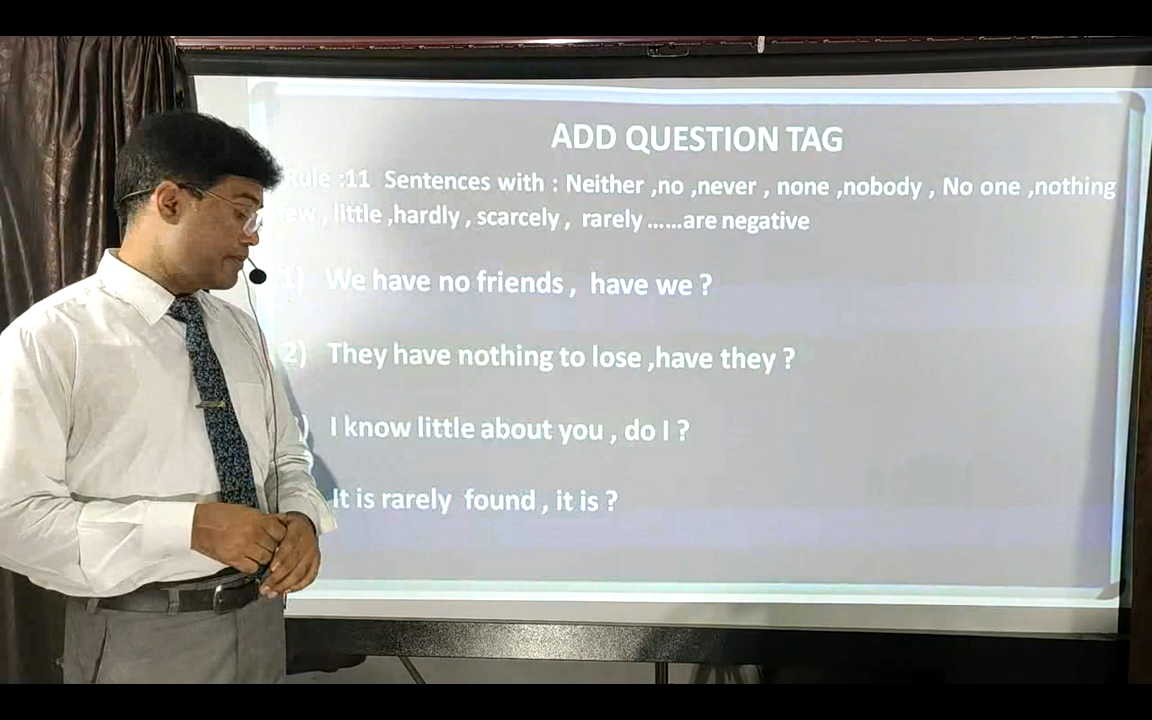 ADD QUESTION TAG
Rule :11 Sentences with : Neither ,no ,never , none ,nobody , No one ,nothing
few , little ,hardly , scarcely , rarely ......are negative
1) We have no friends , have we ?
2) They have nothing to lose ,have they ?
) I know little about you , do I ?
It is rarely found , it is ?